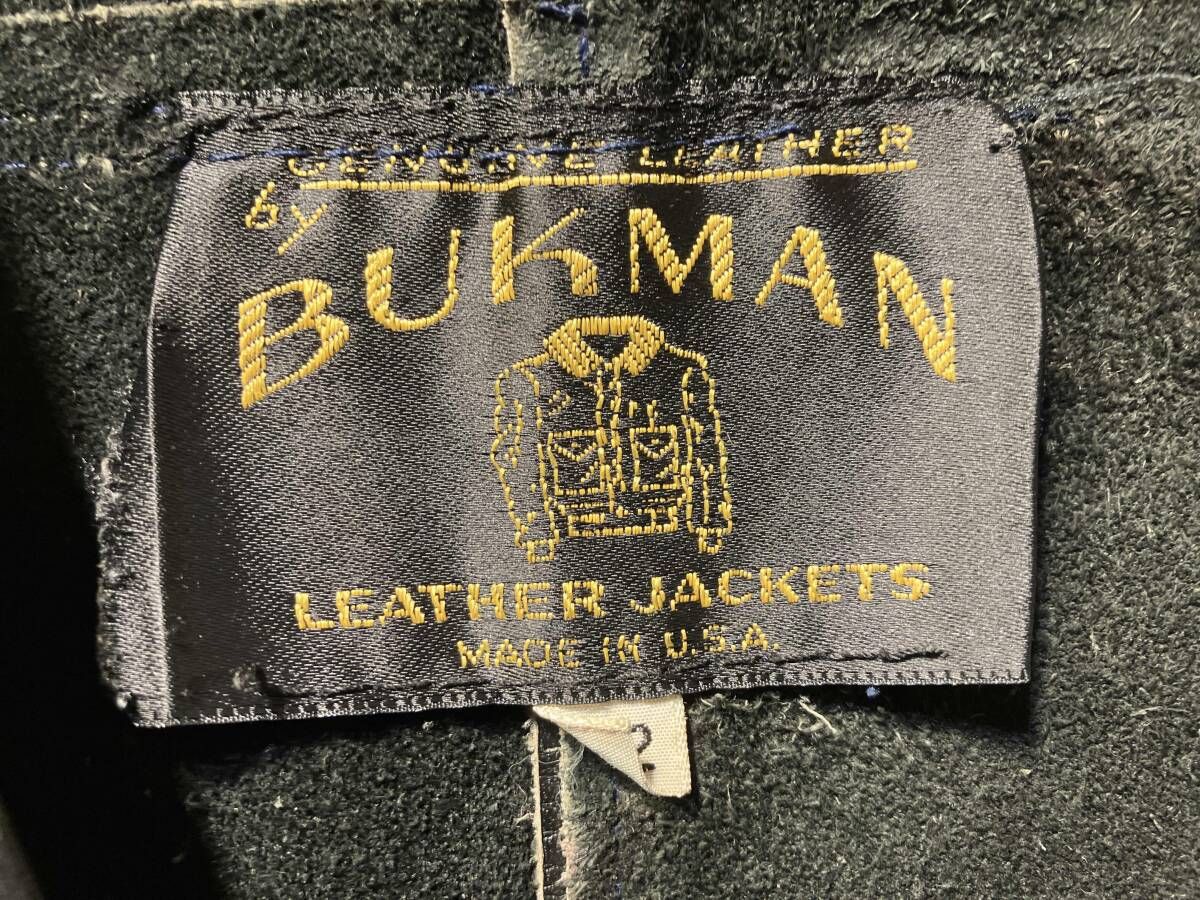 GENUINE LEATHER
by
BUKMAN
LEATHER JACKETS
MADE IN U.S.A.